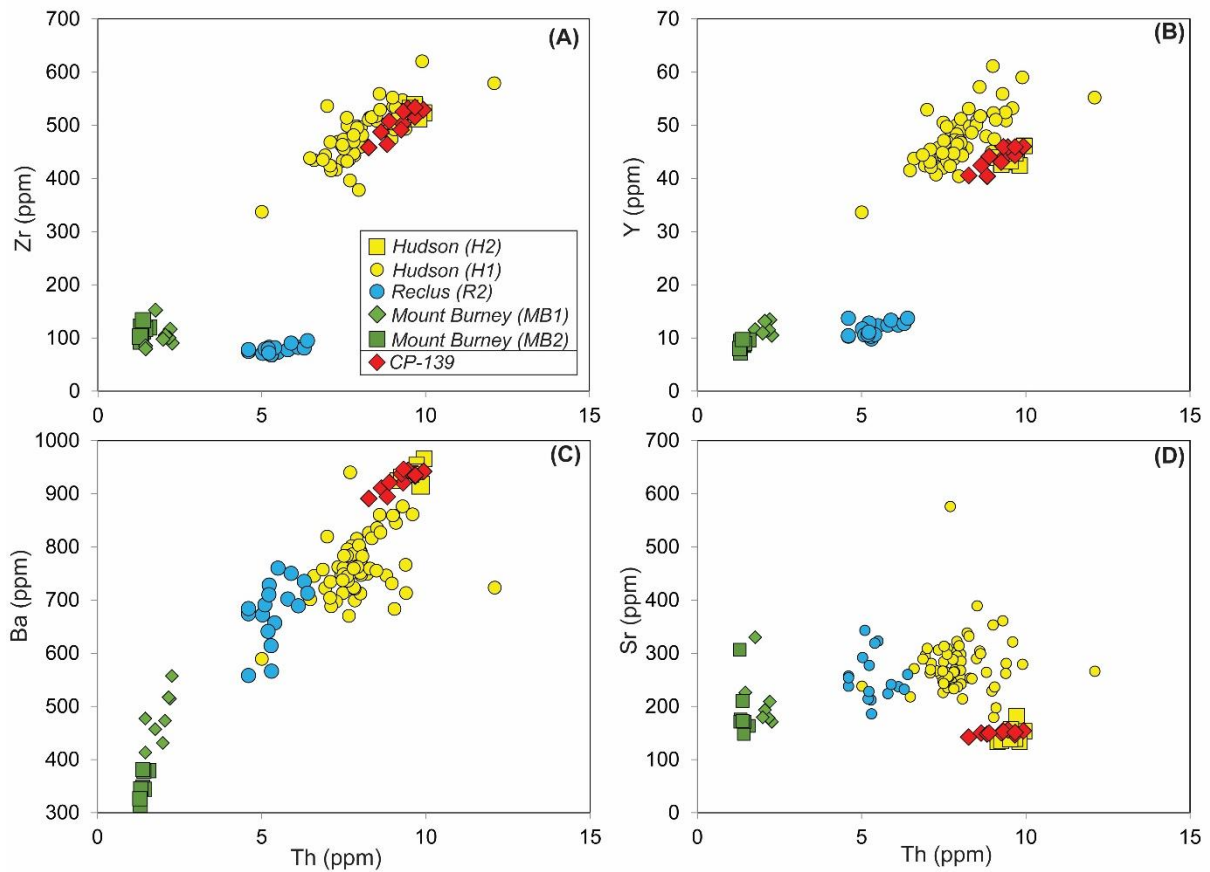 (A)
700
600
500
400
300
200
100
0
Zr (ppm)
0 5 10 15
Hudson (H2)
Hudson (H1)
Reclus (R2)
Mount Burney (MB1)
Mount Burney (MB2)
CP-139
(B)
70
60
50
40
30
20
10
0
Y (ppm)
0 5 10 15
(C)
1000
900
800
700
600
500
400
300
Ba (ppm)
0 5 10 15
Th (ppm)
(D)
700
600
500
400
300
200
100
0
Sr (ppm)
0 5 10 15
Th (ppm)